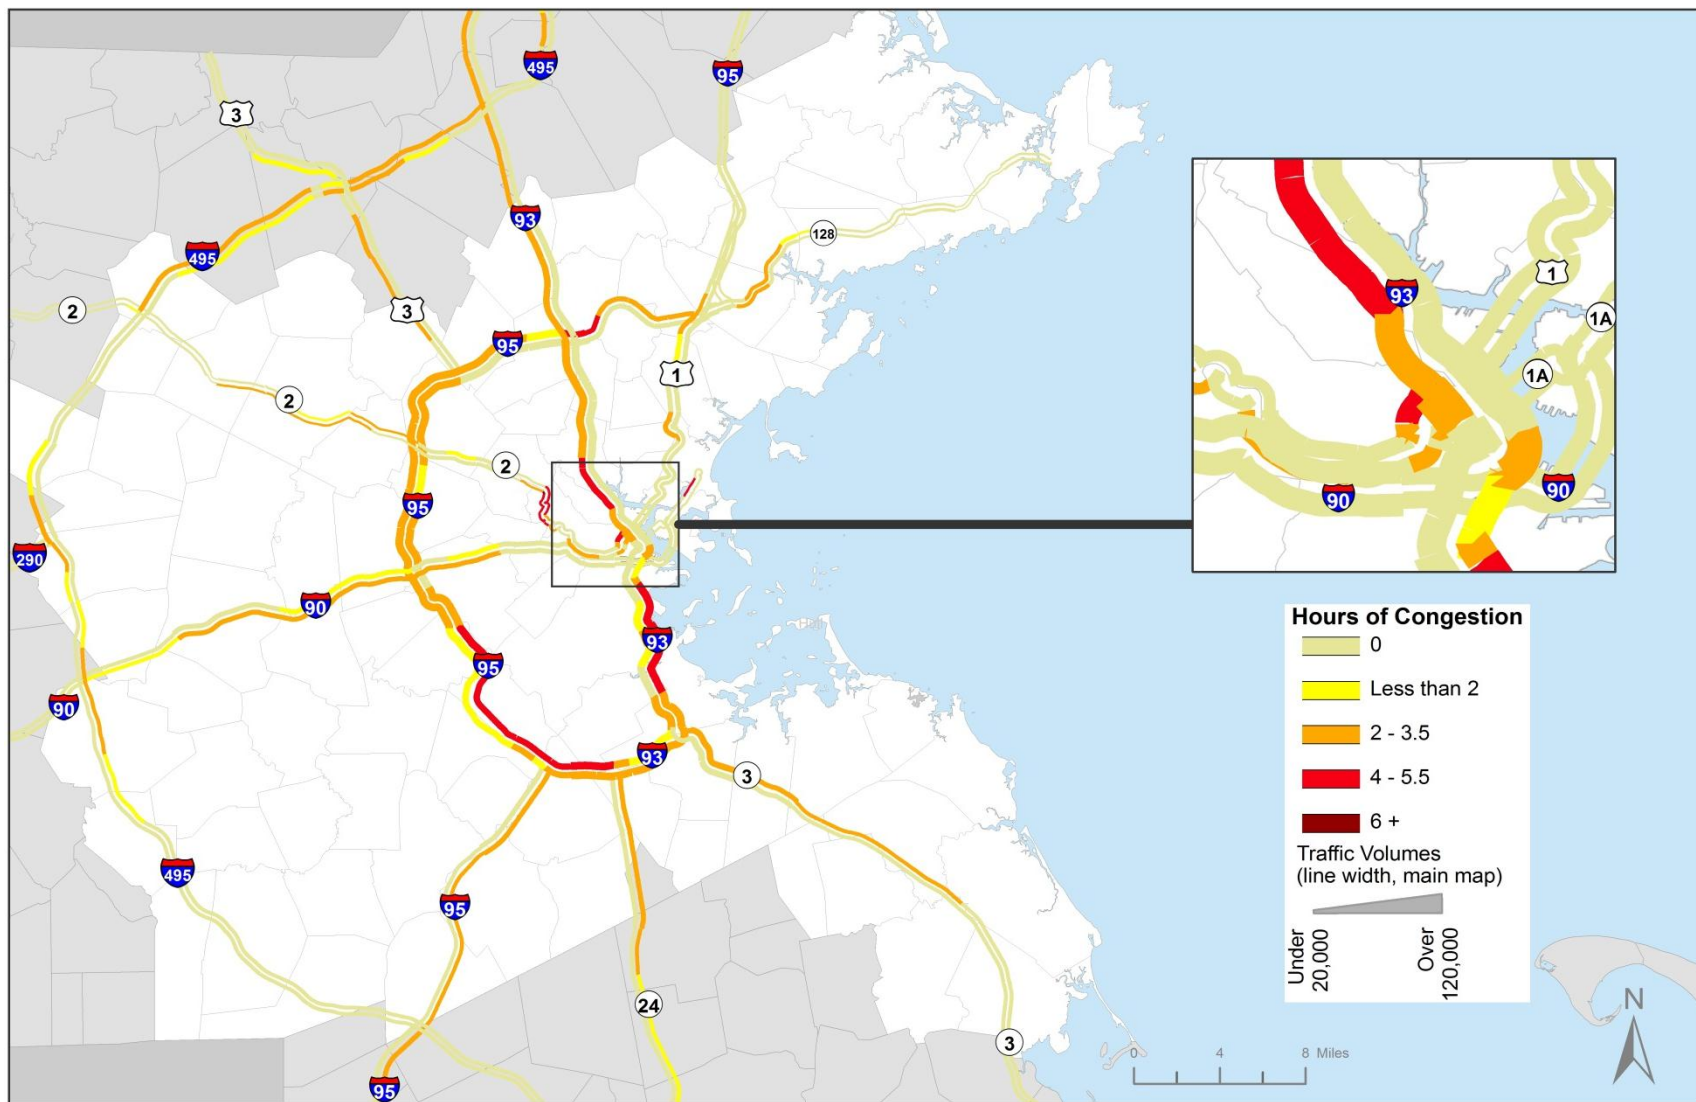 495
95
3
93
128
495
2
3
95
1
2
2
95
290
90
93
95
90
93
3
495
95
24
3
95
93
1
1A
1A
90
90
Hull
Hours of Congestion
0
Less than 2
2 - 3.5
4 - 5.5
6 +
Traffic Volumes
(line width, main map)
Under
20,000
Over
120,000
N
0 4 8 Miles